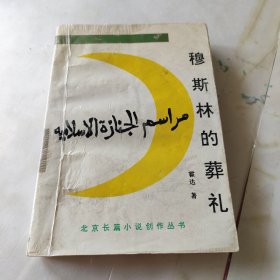 穆斯林的葬礼
مراسم الجنازة الاسلامية
霍达 著
北京长篇小说创作丛书